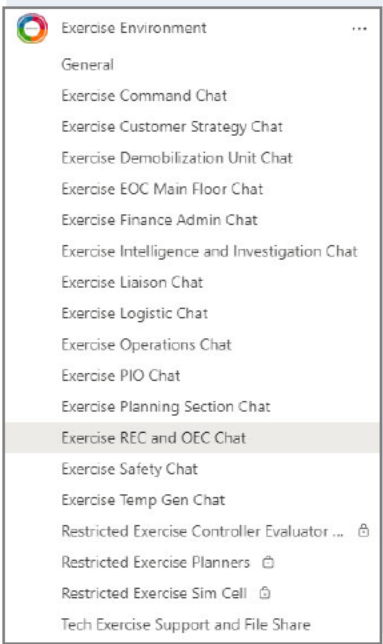 Exercise Environment ...
General
Exercise Command Chat
Exercise Customer Strategy Chat
Exercise Demobilization Unit Chat
Exercise EOC Main Floor Chat
Exercise Finance Admin Chat
Exercise Intelligence and Investigation Chat
Exercise Liaison Chat
Exercise Logistic Chat
Exercise Operations Chat
Exercise PIO Chat
Exercise Planning Section Chat
Exercise REC and OEC Chat
Exercise Safety Chat
Exercise Temp Gen Chat
Restricted Exercise Controller Evaluator ...
Restricted Exercise Planners
Restricted Exercise Sim Cell
Tech Exercise Support and File Share